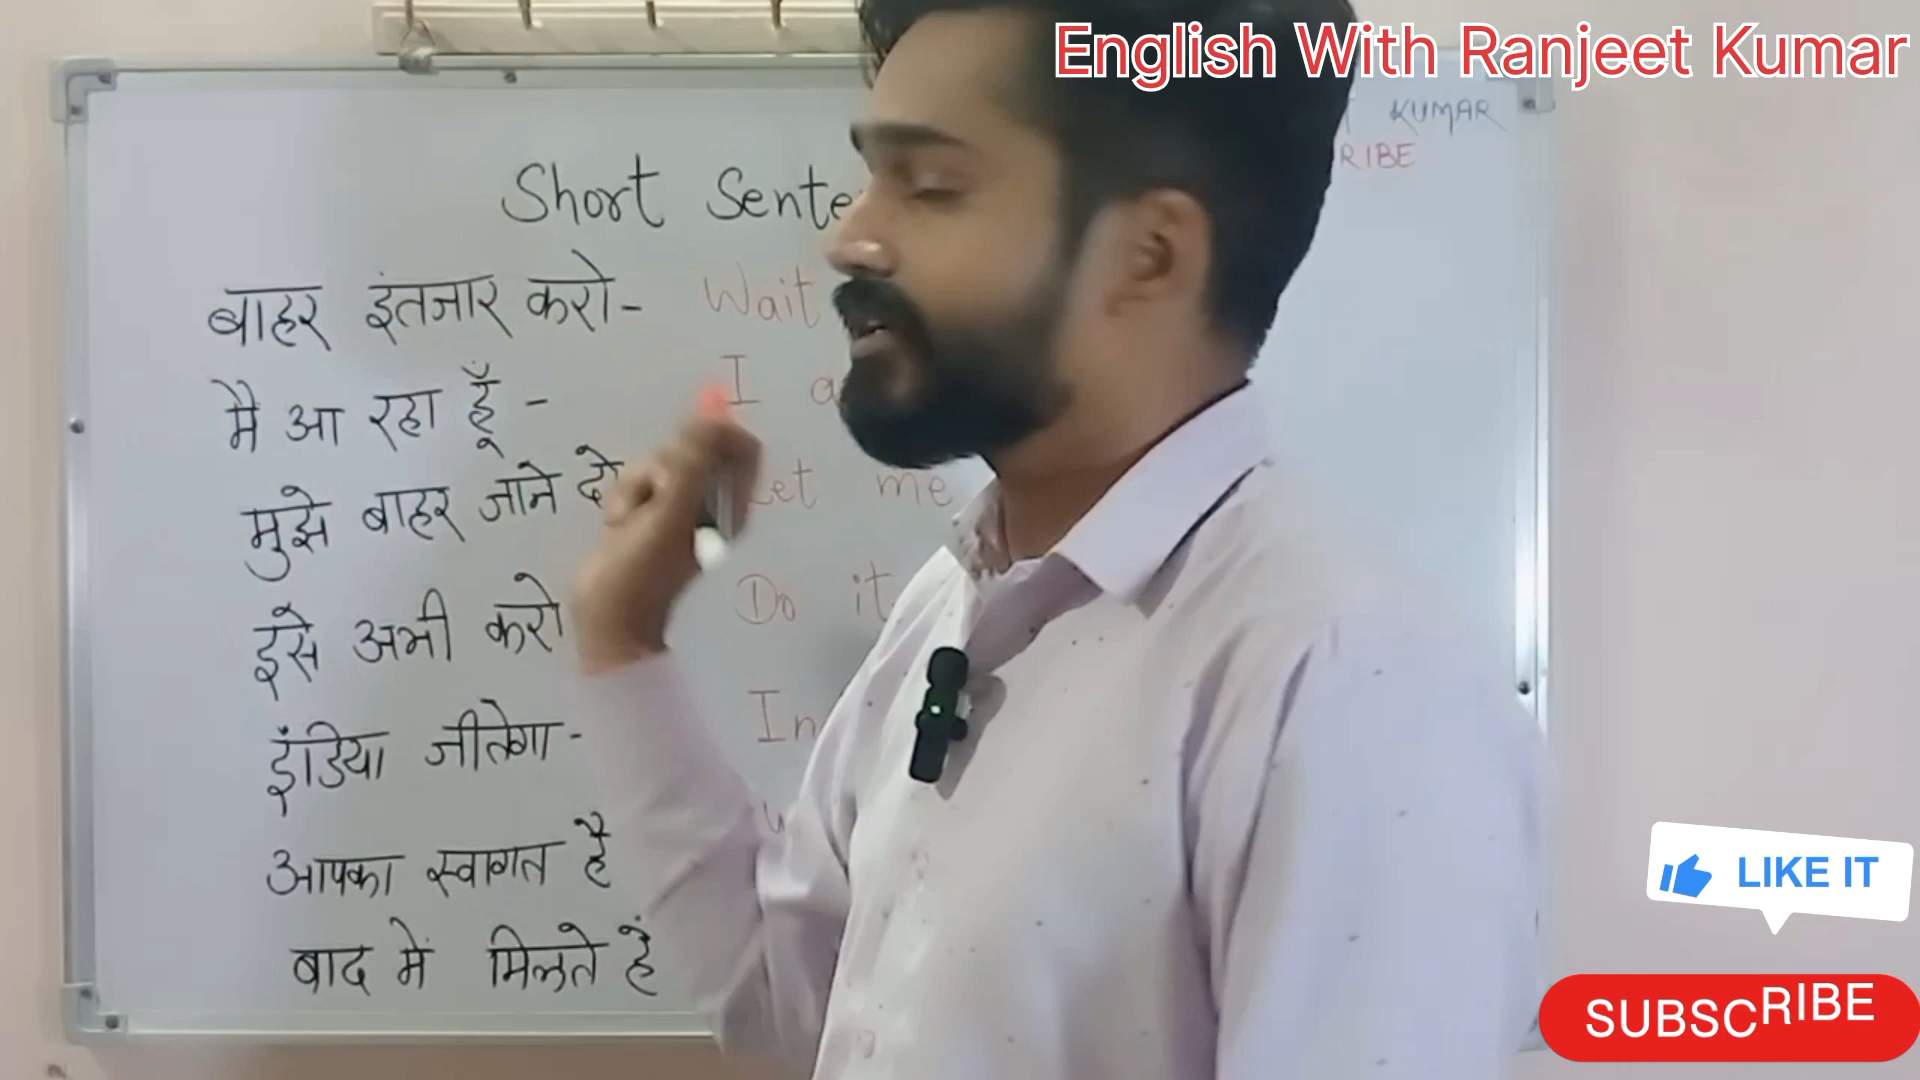 English With Ranjeet Kumar
KUMAR
RIBE
Short Sente
बाहर इंतजार करो- Wait
मैं आ रहा हूँ - I a
मुझे बाहर जाने दो Let me
इसे अभी करो Do it
इंडिया जीतेगा- In
आपका स्वागत है
बाद में मिलते हैं
LIKE IT
SUBSCRIBE